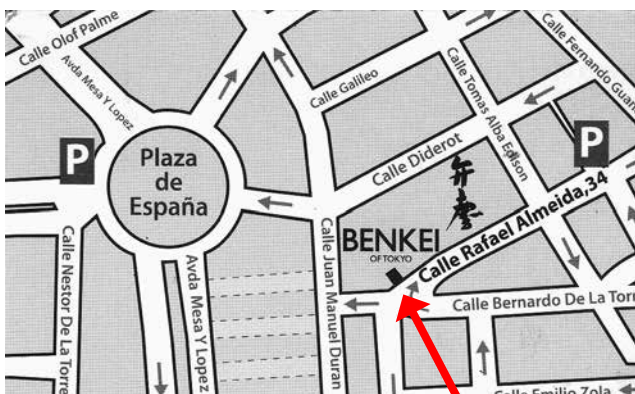 Calle Olof Palme
Avda Mesa Y Lopez
Calle Galileo
Calle Tomas Alba Edison
Calle Fernando Guan
P
Plaza
de
España
Calle Diderot
P
弁慶
BENKEI
OF TOKYO
Calle Rafael Almeida,34
Calle Nestor De La Torre
Avda Mesa Y Lopez
Calle Juan Manuel Duran
Calle Bernardo De La Torr
Calle Emilio Zola